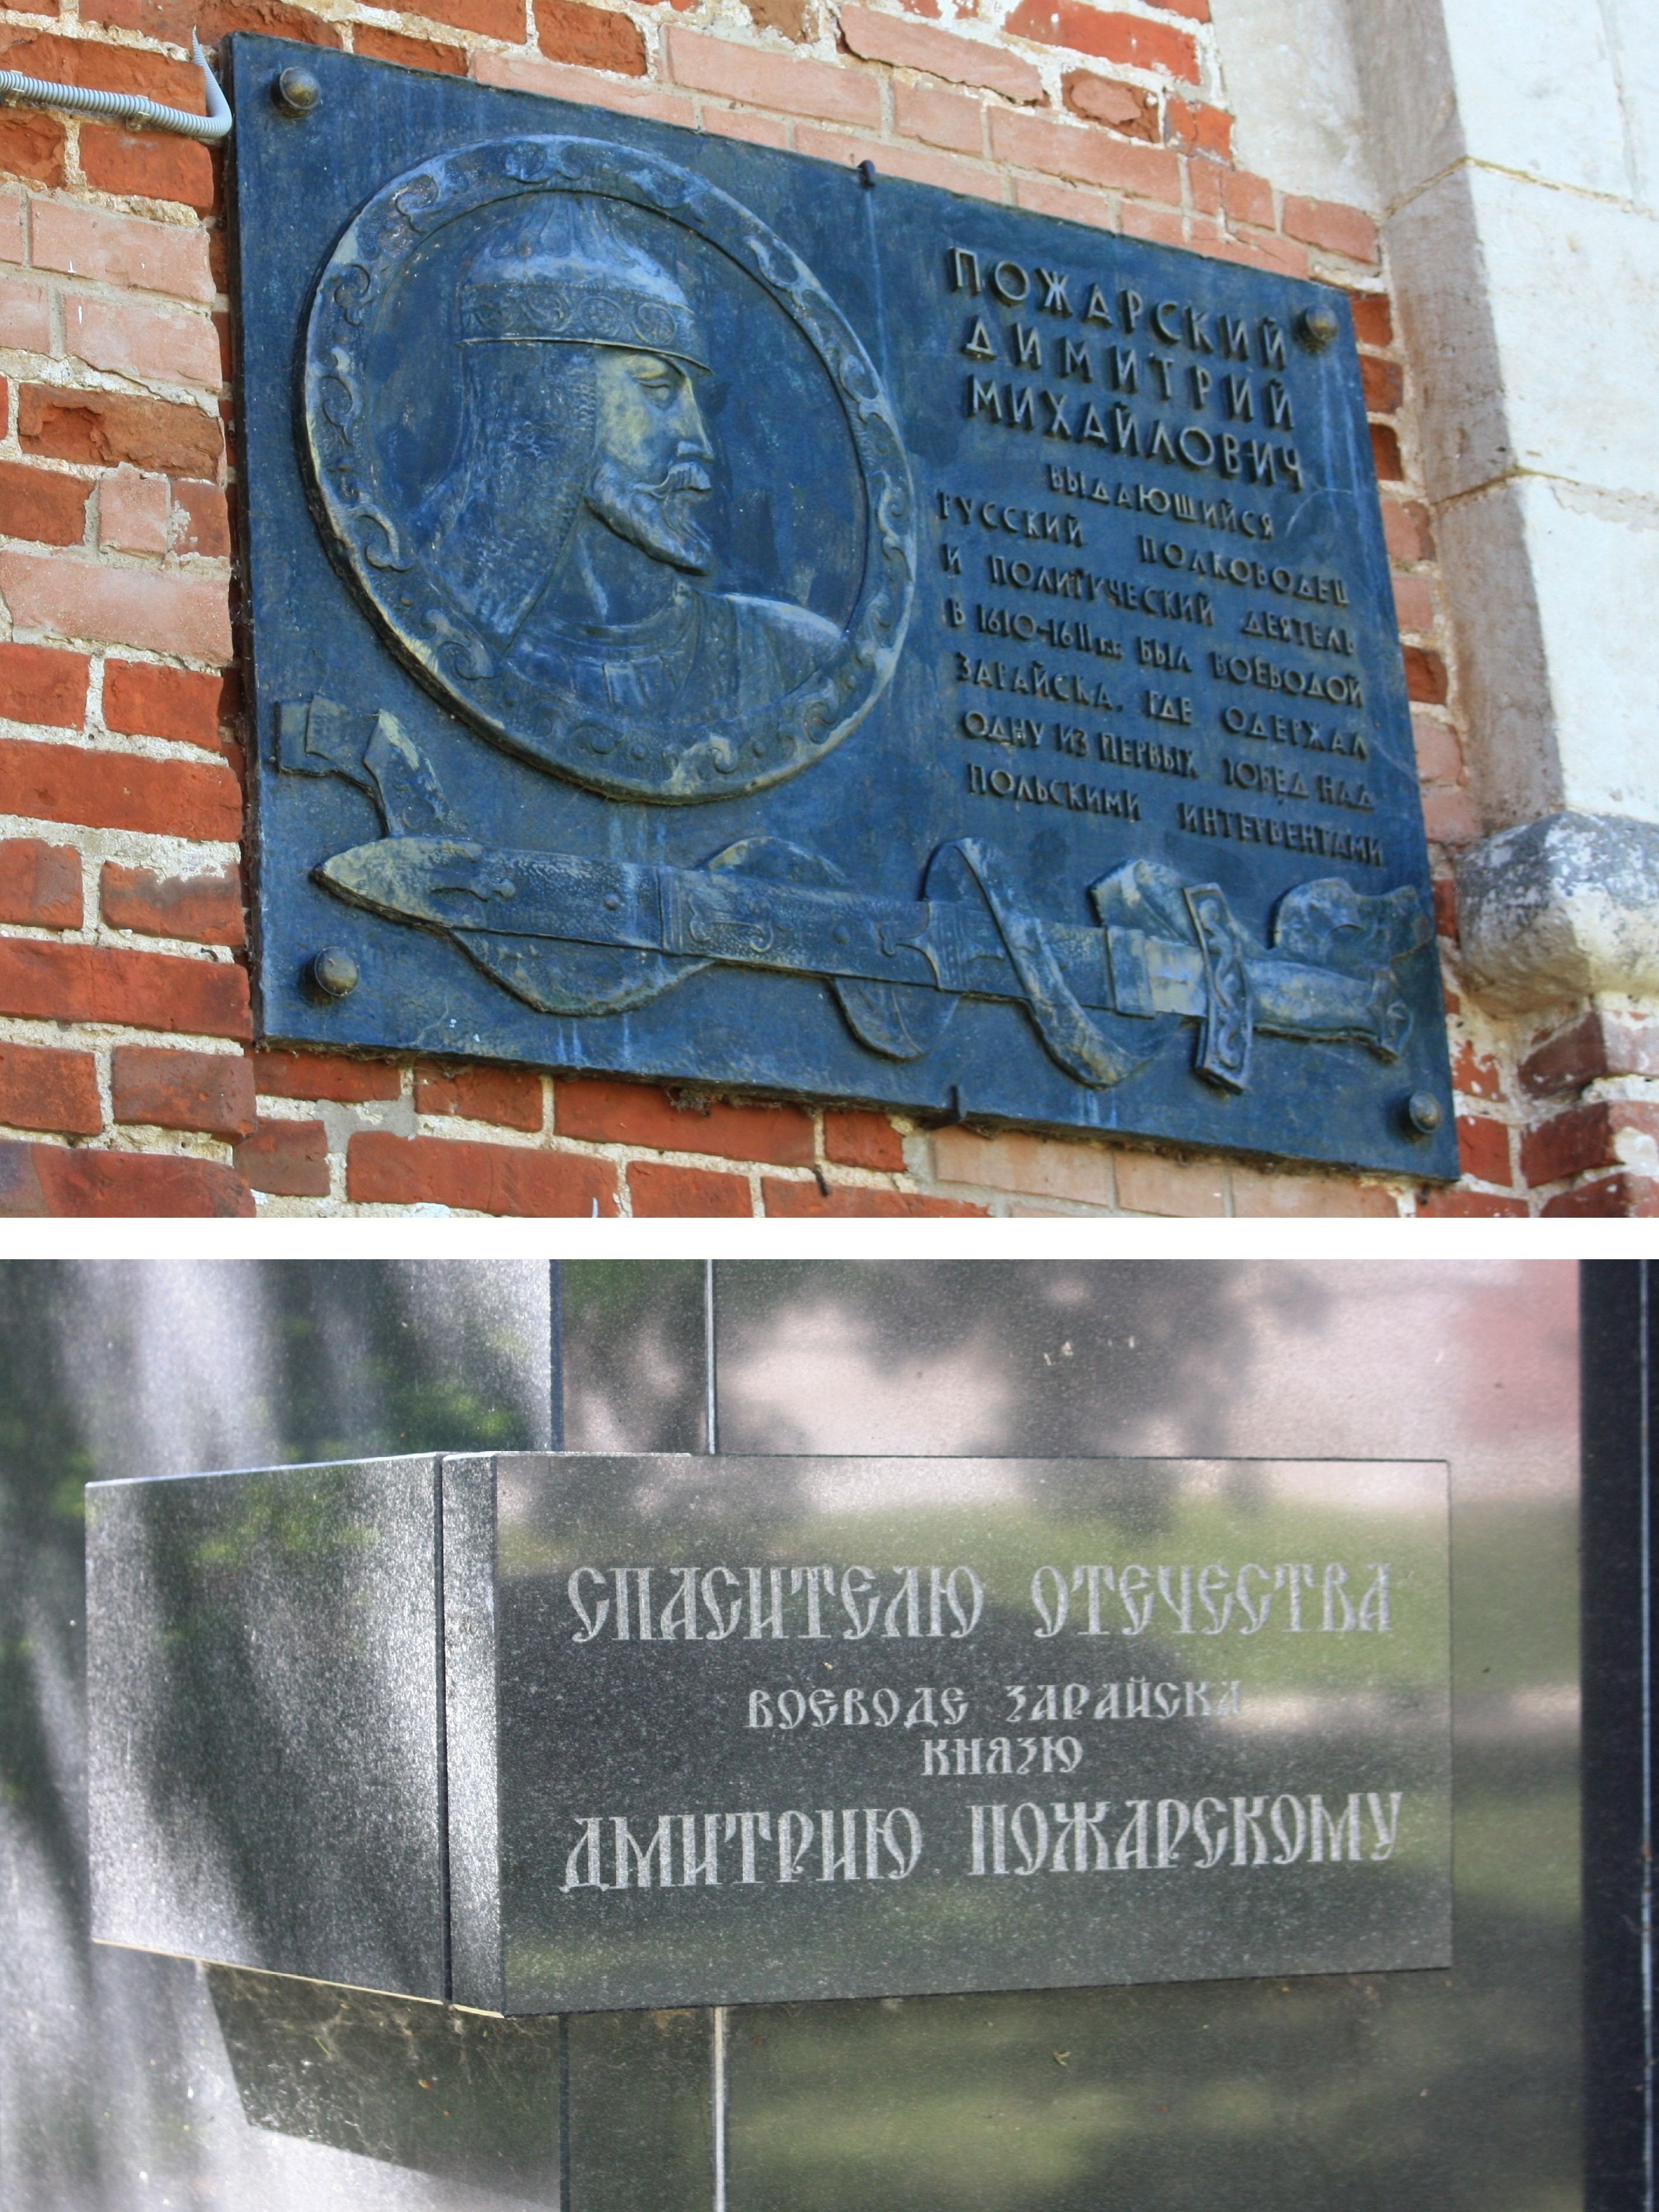 ПОЖАРСКИЙ
ДИМИТРИЙ
МИХАЙЛОВИЧ
ВЫДАЮЩИЙСЯ
РУССКИЙ ПОЛКОВОДЕЦ
И ПОЛИТИЧЕСКИЙ ДЕЯТЕЛЬ
В 1610-1611 г.г. БЫЛ ВОЕВОДОЙ
ЗАРАЙСКА, ГДЕ ОДЕРЖАЛ
ОДНУ ИЗ ПЕРВЫХ ПОБЕД НАД
ПОЛЬСКИМИ ИНТЕРВЕНТАМИ
СПАСИТЕЛЮ ОТЕЧЕСТВА
ВОЕВОДЕ ЗАРАЙСКА
КНЯЗЮ
ДМИТРИЮ ПОЖАРСКОМУ